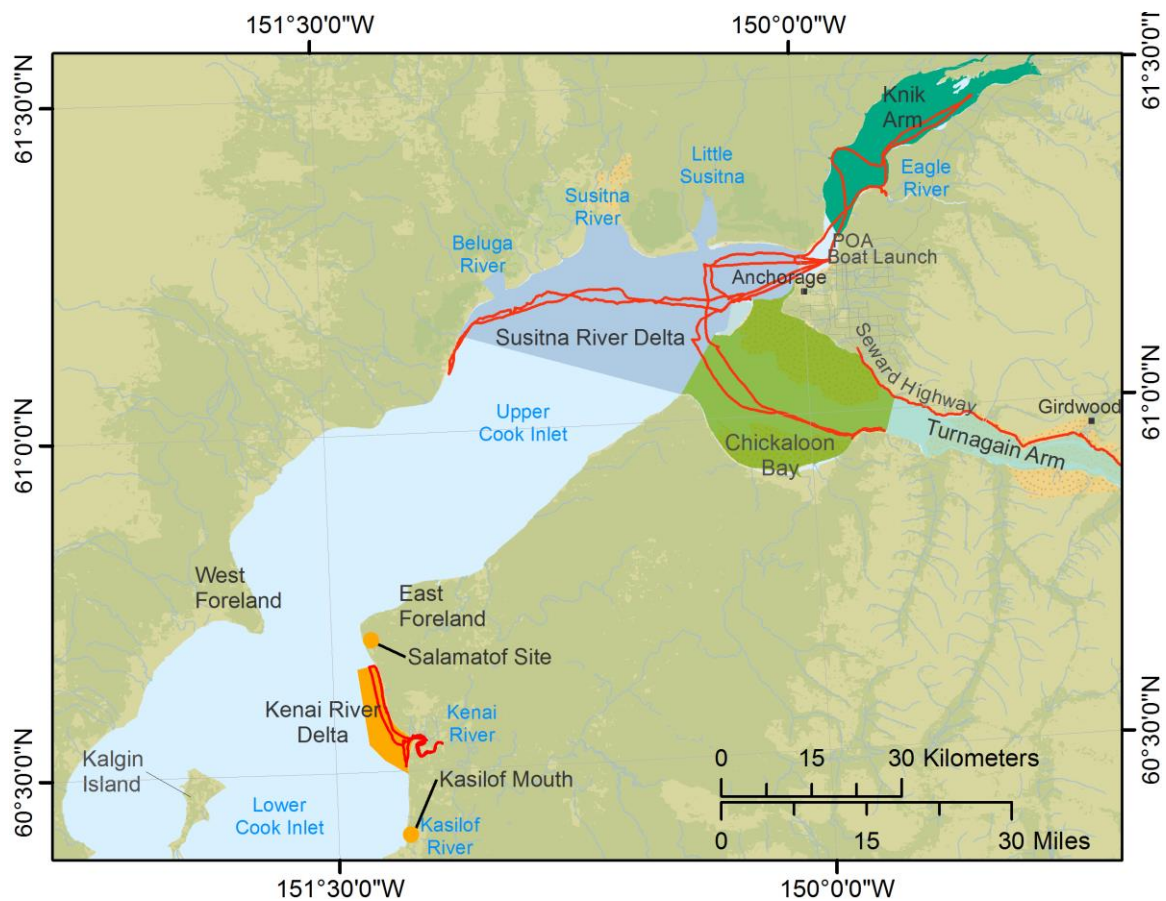 151°30'0"W
150°0'0"W
61°30'0"N
61°30'0"N
Knik
Arm
Little
Susitna
Eagle
River
Susitna
River
Beluga
River
POA
Boat Launch
Anchorage
Susitna River Delta
Seward Highway
61°0'0"N
61°0'0"N
Girdwood
Upper
Cook Inlet
Turnagain Arm
Chickaloon
Bay
West
Foreland
East
Foreland
Salamatof Site
Kenai River
Delta
Kenai
River
60°30'0"N
60°30'0"N
0 15 30 Kilometers
Kalgin
Island
Kasilof Mouth
Lower
Cook Inlet
Kasilof
River
0 15 30 Miles
151°30'0"W
150°0'0"W